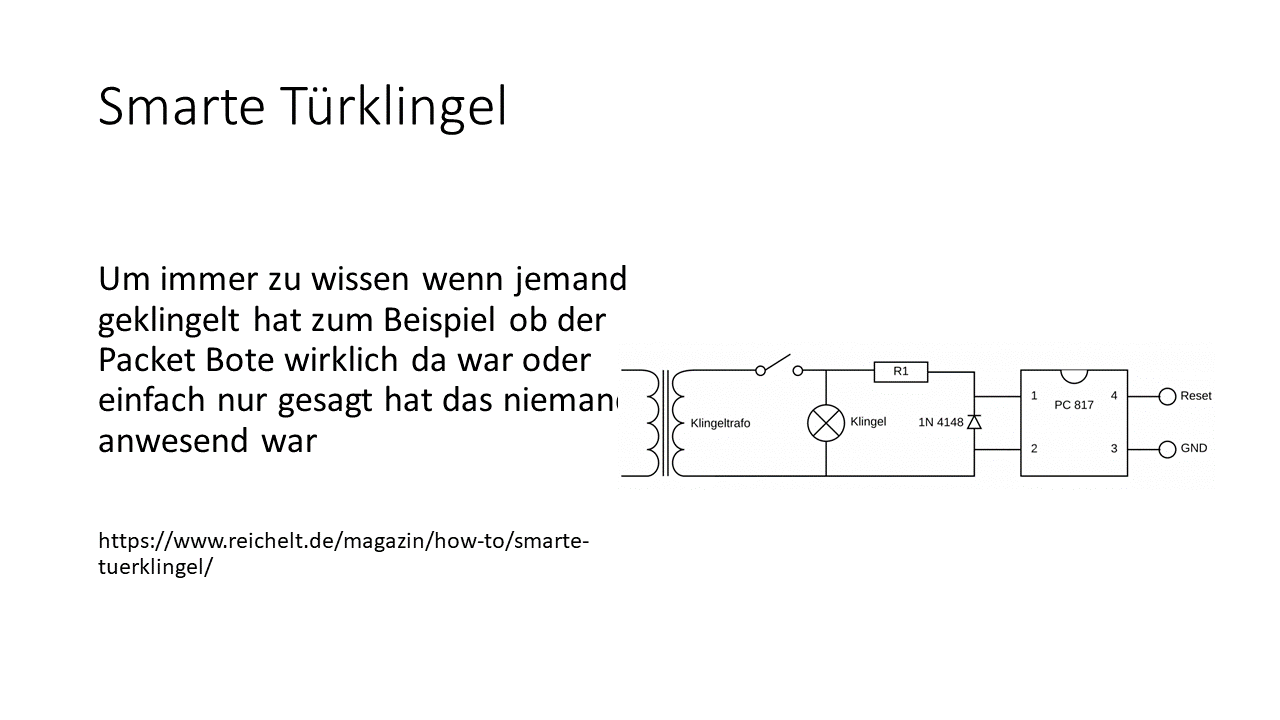 Smarte Türklingel
Um immer zu wissen wenn jemand
geklingelt hat zum Beispiel ob der
Packet Bote wirklich da war oder
einfach nur gesagt hat das niemand
anwesend war
https://www.reichelt.de/magazin/how-to/smarte-
tuerklingel/
R1
1
4
Reset
PC 817
Klingeltrafo
Klingel
1N 4148
2
3
GND